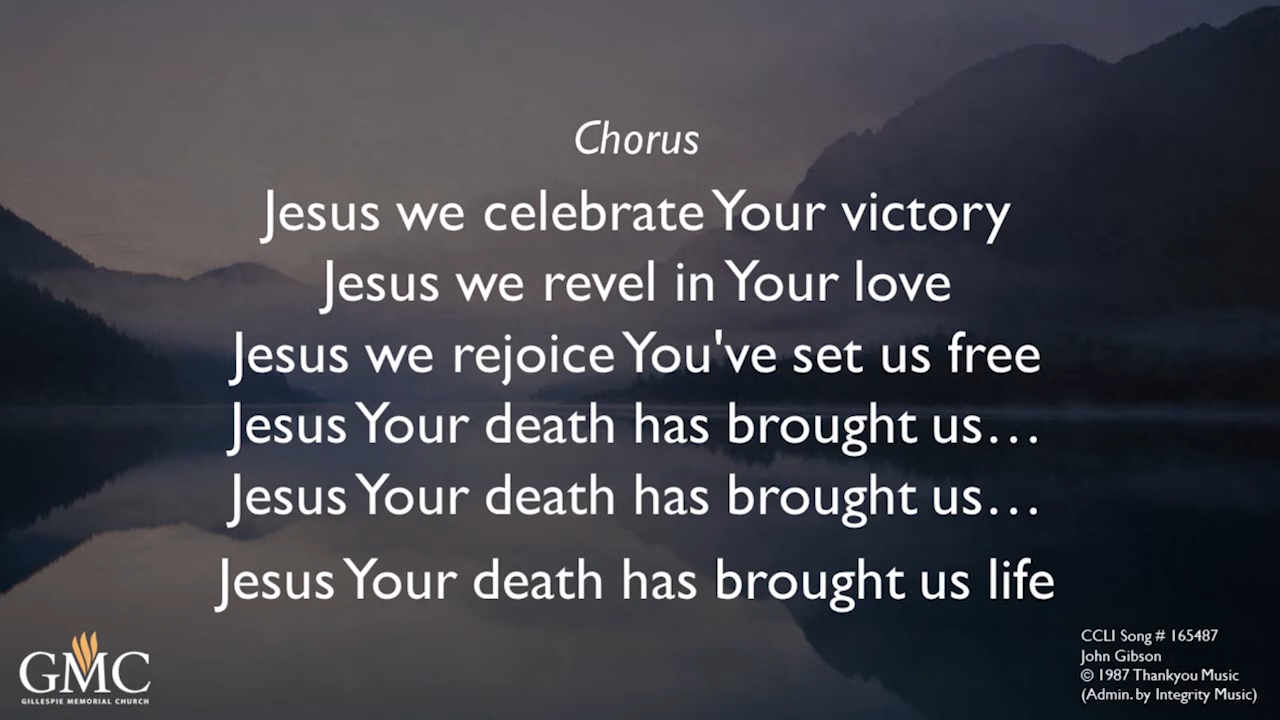 Chorus
Jesus we celebrate Your victory
Jesus we revel in Your love
Jesus we rejoice You've set us free
Jesus Your death has brought us…
Jesus Your death has brought us…
Jesus Your death has brought us life
CCLI Song # 165487
John Gibson
© 1987 Thankyou Music
(Admin. by Integrity Music)
GMC
GILLESPIE MEMORIAL CHURCH